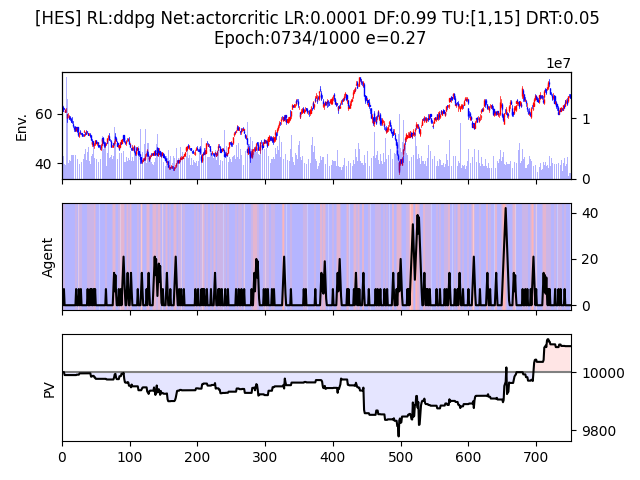 [HES] RL:ddpg Net:actorcritic LR:0.0001 DF:0.99 TU:[1,15] DRT:0.05
Epoch:0734/1000 e=0.27
1e7
Env.
60
40
1
0
Agent
40
20
0
PV
10000
9800
0 100 200 300 400 500 600 700